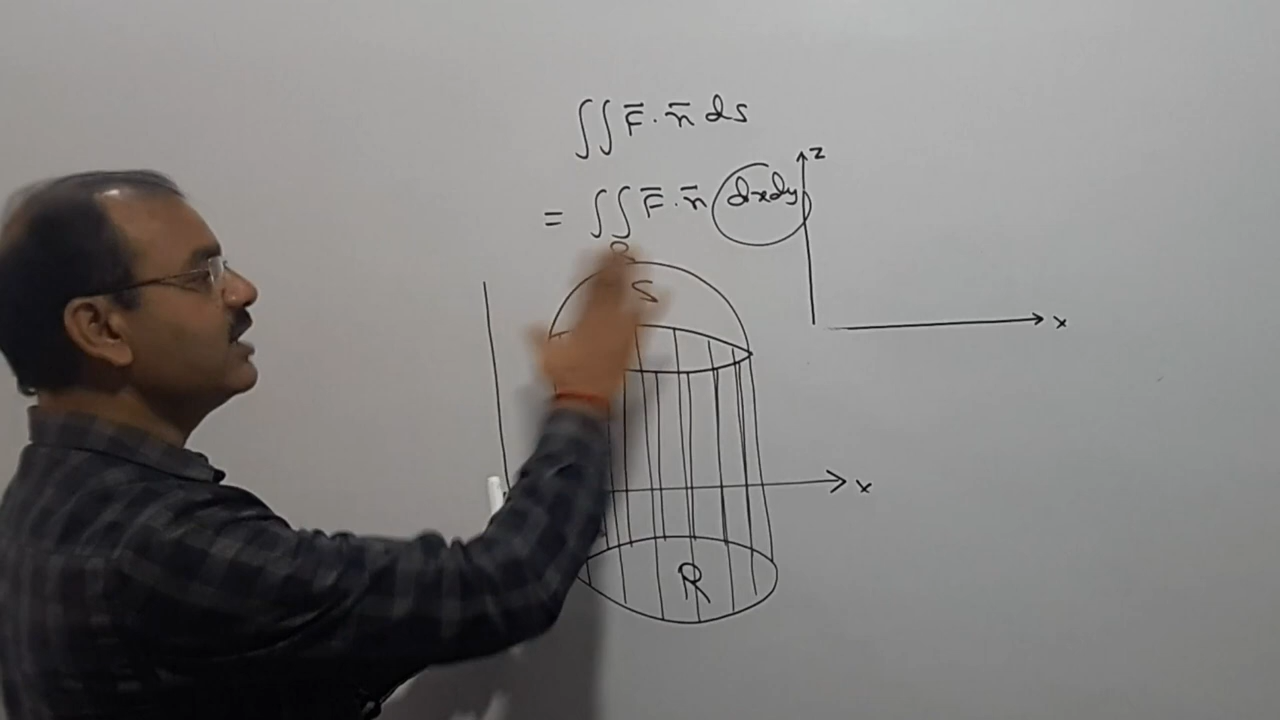 ∬ F̄ · n̄ ds
= ∬ F̄ · n̄ dxdy
z
x
S
x
R